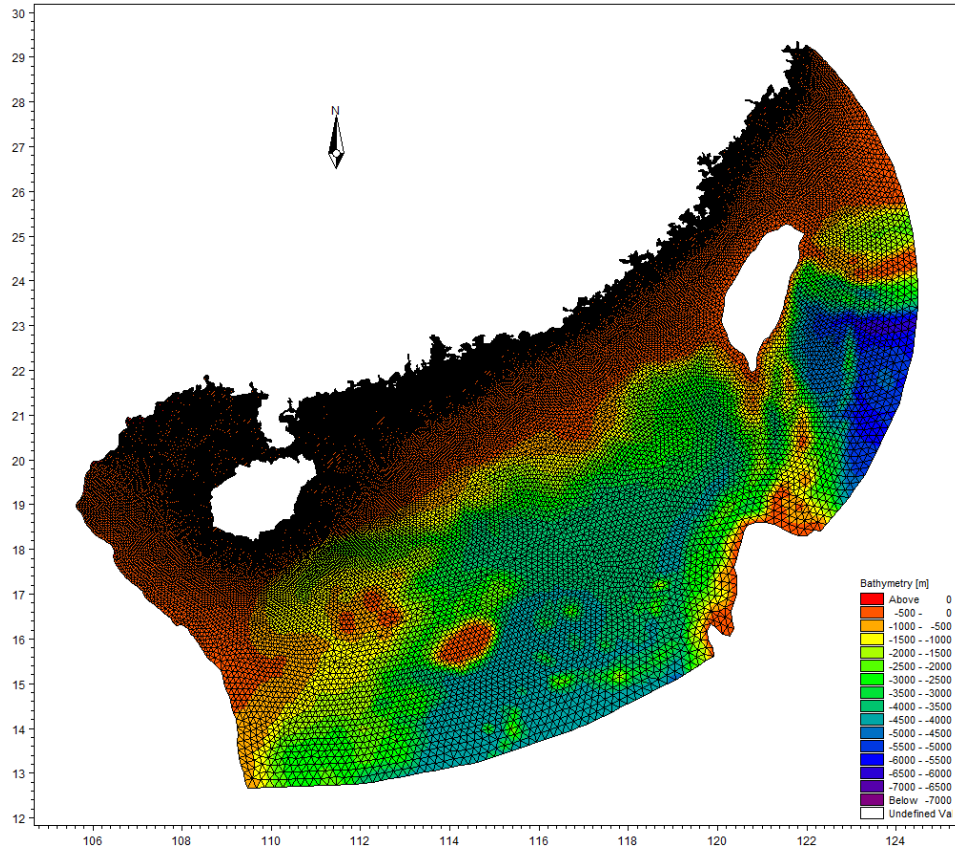 30
29
28
27
26
25
24
23
22
21
20
19
18
17
16
15
14
13
12
N
106
108
110
112
114
116
118
120
122
124
Bathymetry [m]
Above 0
-500 - 0
-1000 - -500
-1500 - -1000
-2000 - -1500
-2500 - -2000
-3000 - -2500
-3500 - -3000
-4000 - -3500
-4500 - -4000
-5000 - -4500
-5500 - -5000
-6000 - -5500
-6500 - -6000
-7000 - -6500
Below -7000
Undefined Val